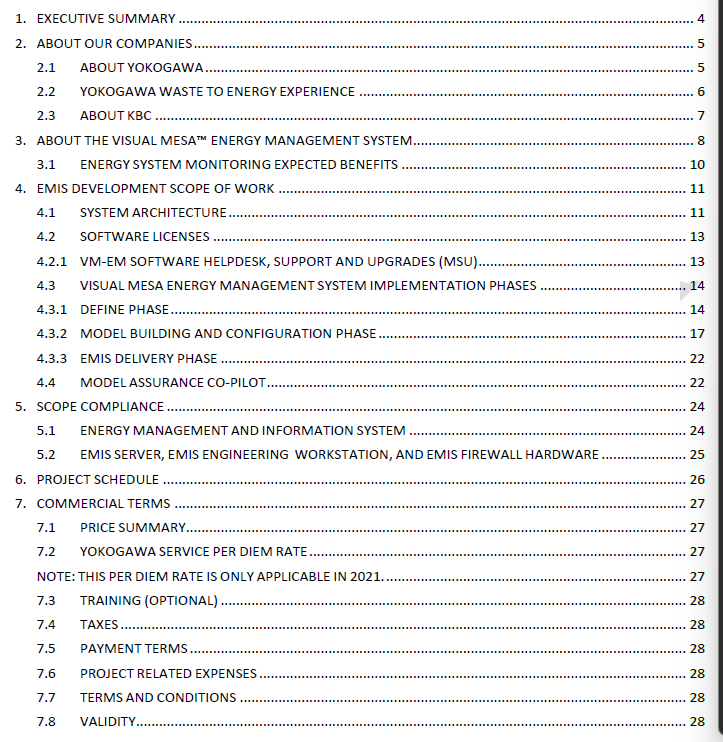 1. EXECUTIVE SUMMARY ........ 4
2. ABOUT OUR COMPANIES ........ 5
2.1 ABOUT YOKOGAWA ........ 5
2.2 YOKOGAWA WASTE TO ENERGY EXPERIENCE ........ 6
2.3 ABOUT KBC ........ 7
3. ABOUT THE VISUAL MESA™ ENERGY MANAGEMENT SYSTEM ........ 8
3.1 ENERGY SYSTEM MONITORING EXPECTED BENEFITS ........ 10
4. EMIS DEVELOPMENT SCOPE OF WORK ........ 11
4.1 SYSTEM ARCHITECTURE ........ 11
4.2 SOFTWARE LICENSES ........ 13
4.2.1 VM-EM SOFTWARE HELPDESK, SUPPORT AND UPGRADES (MSU) ........ 13
4.3 VISUAL MESA ENERGY MANAGEMENT SYSTEM IMPLEMENTATION PHASES ........ 14
4.3.1 DEFINE PHASE ........ 14
4.3.2 MODEL BUILDING AND CONFIGURATION PHASE ........ 17
4.3.3 EMIS DELIVERY PHASE ........ 22
4.4 MODEL ASSURANCE CO-PILOT ........ 22
5. SCOPE COMPLIANCE ........ 24
5.1 ENERGY MANAGEMENT AND INFORMATION SYSTEM ........ 24
5.2 EMIS SERVER, EMIS ENGINEERING WORKSTATION, AND EMIS FIREWALL HARDWARE ........ 25
6. PROJECT SCHEDULE ........ 26
7. COMMERCIAL TERMS ........ 27
7.1 PRICE SUMMARY ........ 27
7.2 YOKOGAWA SERVICE PER DIEM RATE ........ 27
NOTE: THIS PER DIEM RATE IS ONLY APPLICABLE IN 2021. ........ 27
7.3 TRAINING (OPTIONAL) ........ 28
7.4 TAXES ........ 28
7.5 PAYMENT TERMS ........ 28
7.6 PROJECT RELATED EXPENSES ........ 28
7.7 TERMS AND CONDITIONS ........ 28
7.8 VALIDITY ........ 28